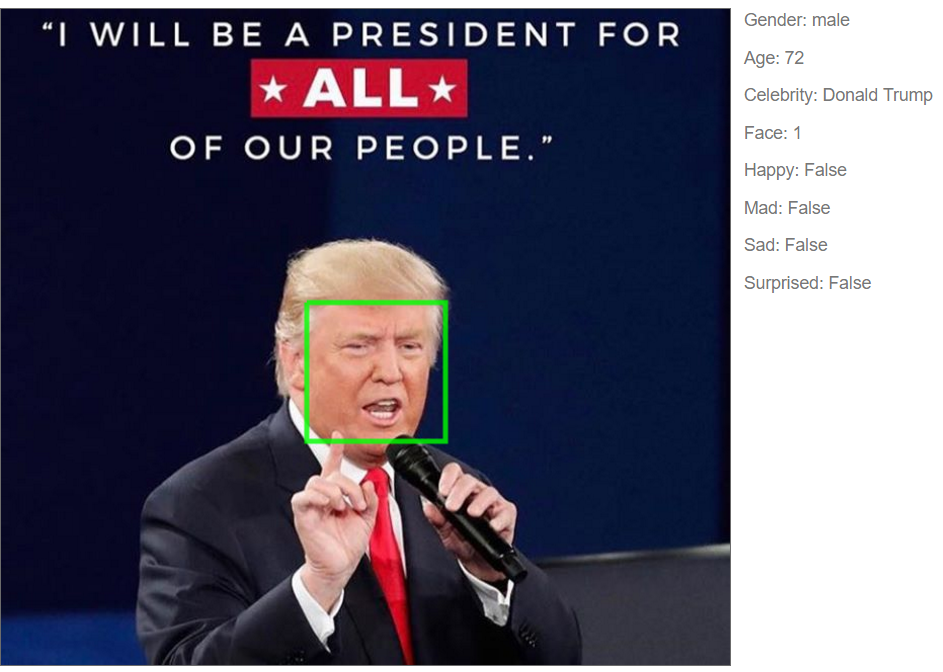 “I WILL BE A PRESIDENT FOR
★ ALL ★
OF OUR PEOPLE.”
Gender: male
Age: 72
Celebrity: Donald Trump
Face: 1
Happy: False
Mad: False
Sad: False
Surprised: False